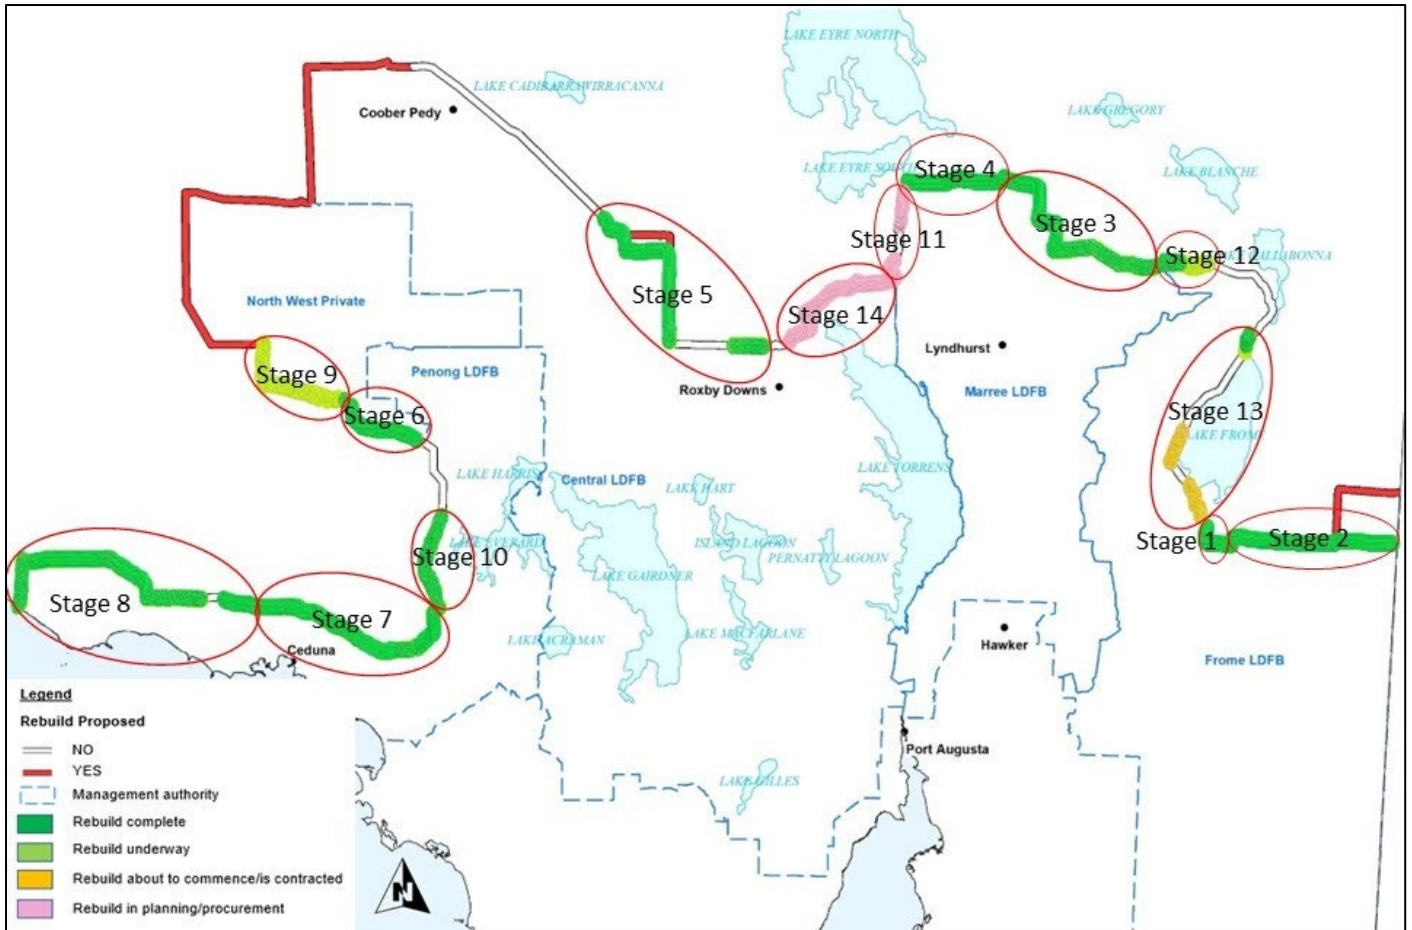 LAKE EYRE NORTH
LAKE CADIBARRAWIRRACANNA
Coober Pedy
LAKE GREGORY
LAKE EYRE SOUTH
Stage 4
LAKE BLANCHE
Stage 3
Stage 11
Stage 12
LAKE CALLABONNA
North West Private
Stage 5
Stage 14
Lyndhurst
Stage 9
Penong LDFB
Roxby Downs
Marree LDFB
Stage 6
Stage 13
LAKE FROME
LAKE HARRIS
Central LDFB
LAKE HART
LAKE TORRENS
LAKE EVERARD
Stage 10
ISLAND LAGOON
PERNATTY LAGOON
Stage 1
Stage 2
LAKE GAIRDNER
Stage 8
Stage 7
Ceduna
LAKE ACRAMAN
LAKE MACFARLANE
Hawker
Frome LDFB
Port Augusta
LAKE GILLES
Legend
Rebuild Proposed
NO
YES
Management authority
Rebuild complete
Rebuild underway
Rebuild about to commence/is contracted
Rebuild in planning/procurement
N